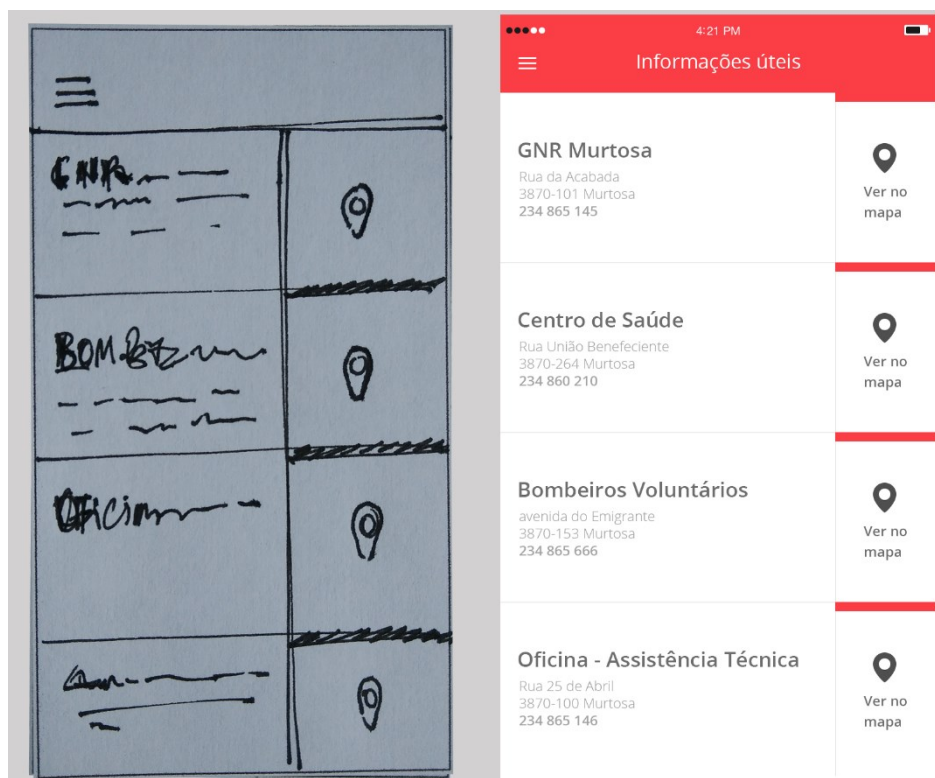 GNR
BOMB
Oficin
4:21 PM
Informações úteis
GNR Murtosa
Rua da Acabada
3870-101 Murtosa
234 865 145
Ver no
mapa
Centro de Saúde
Rua União Benefeciente
3870-264 Murtosa
234 860 210
Ver no
mapa
Bombeiros Voluntários
avenida do Emigrante
3870-153 Murtosa
234 865 666
Ver no
mapa
Oficina - Assistência Técnica
Rua 25 de Abril
3870-100 Murtosa
234 865 146
Ver no
mapa